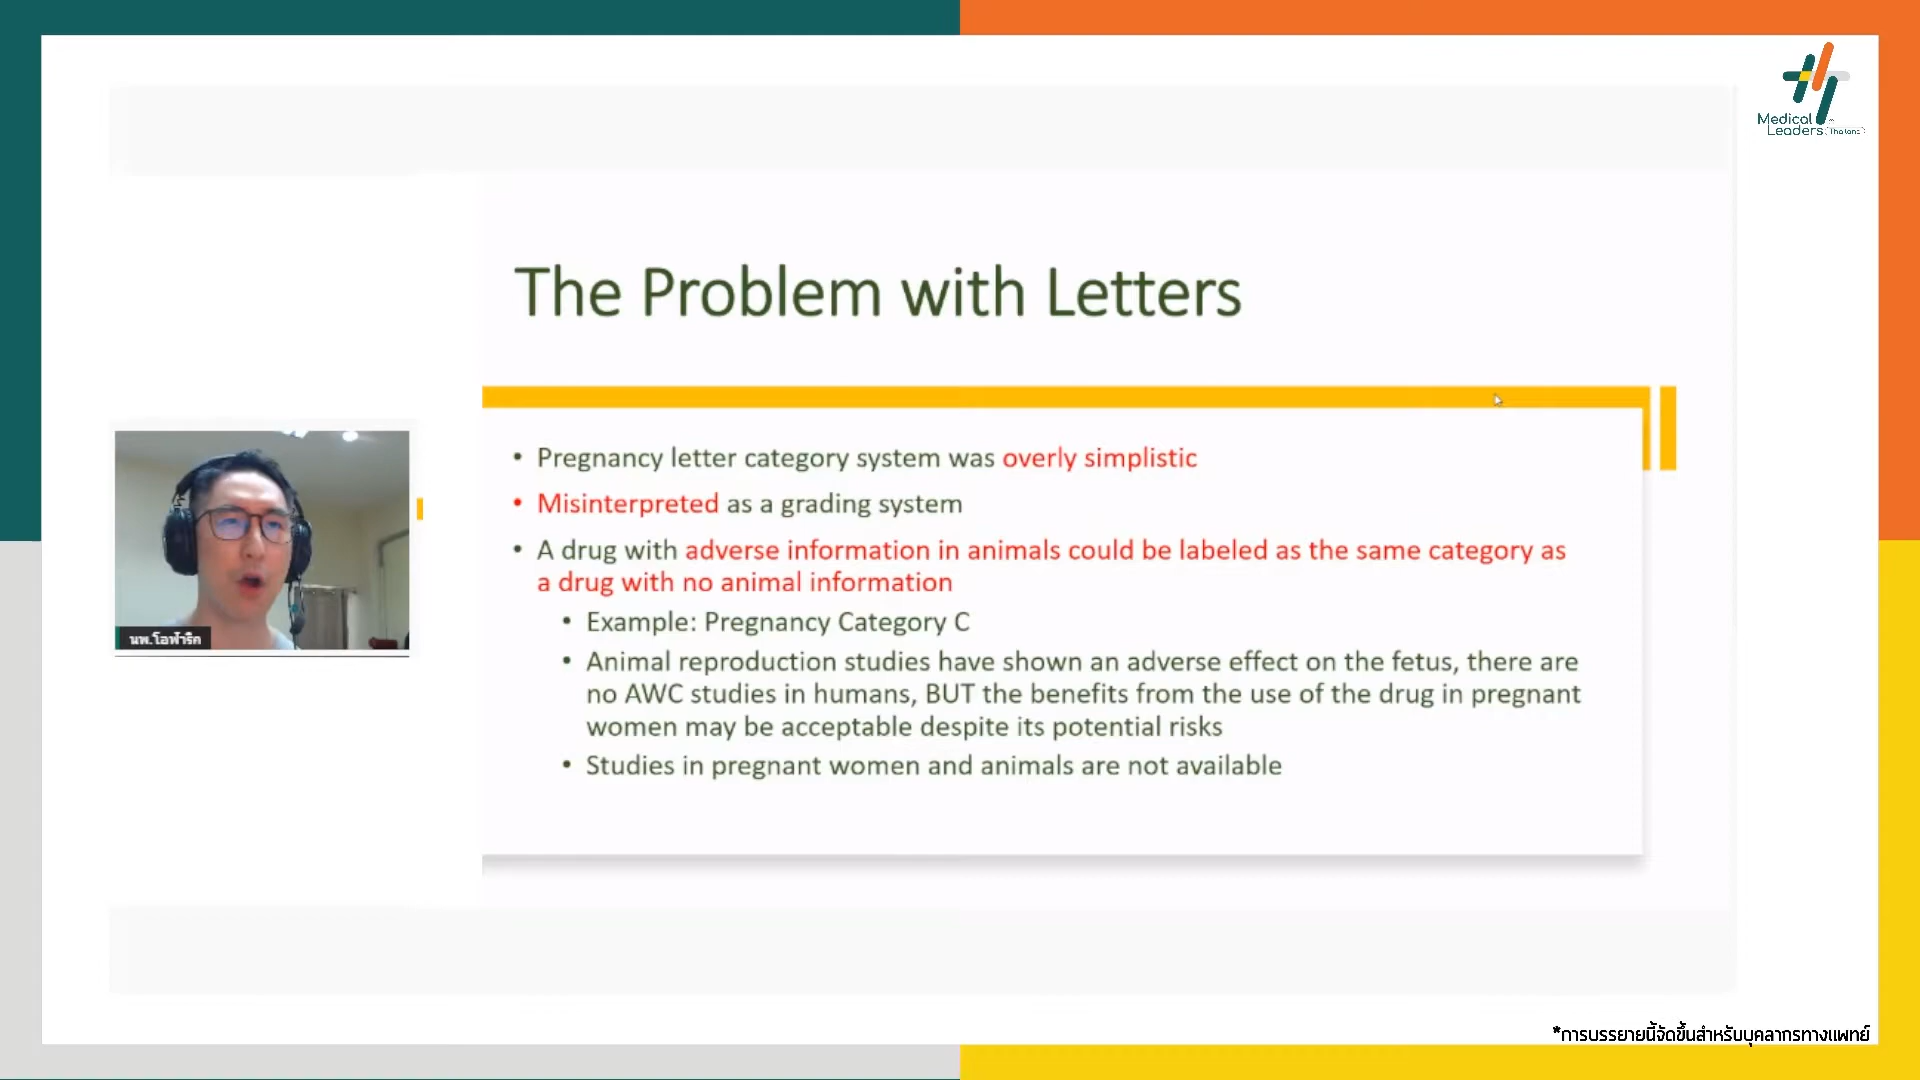 Medical
Leaders (Thailand)
The Problem with Letters
• Pregnancy letter category system was overly simplistic
• Misinterpreted as a grading system
• A drug with adverse information in animals could be labeled as the same category as
a drug with no animal information
• Example: Pregnancy Category C
• Animal reproduction studies have shown an adverse effect on the fetus, there are
no AWC studies in humans, BUT the benefits from the use of the drug in pregnant
women may be acceptable despite its potential risks
• Studies in pregnant women and animals are not available
นพ.โอฬาริก
*การบรรยายนี้จัดขึ้นสำหรับบุคลากรทางแพทย์